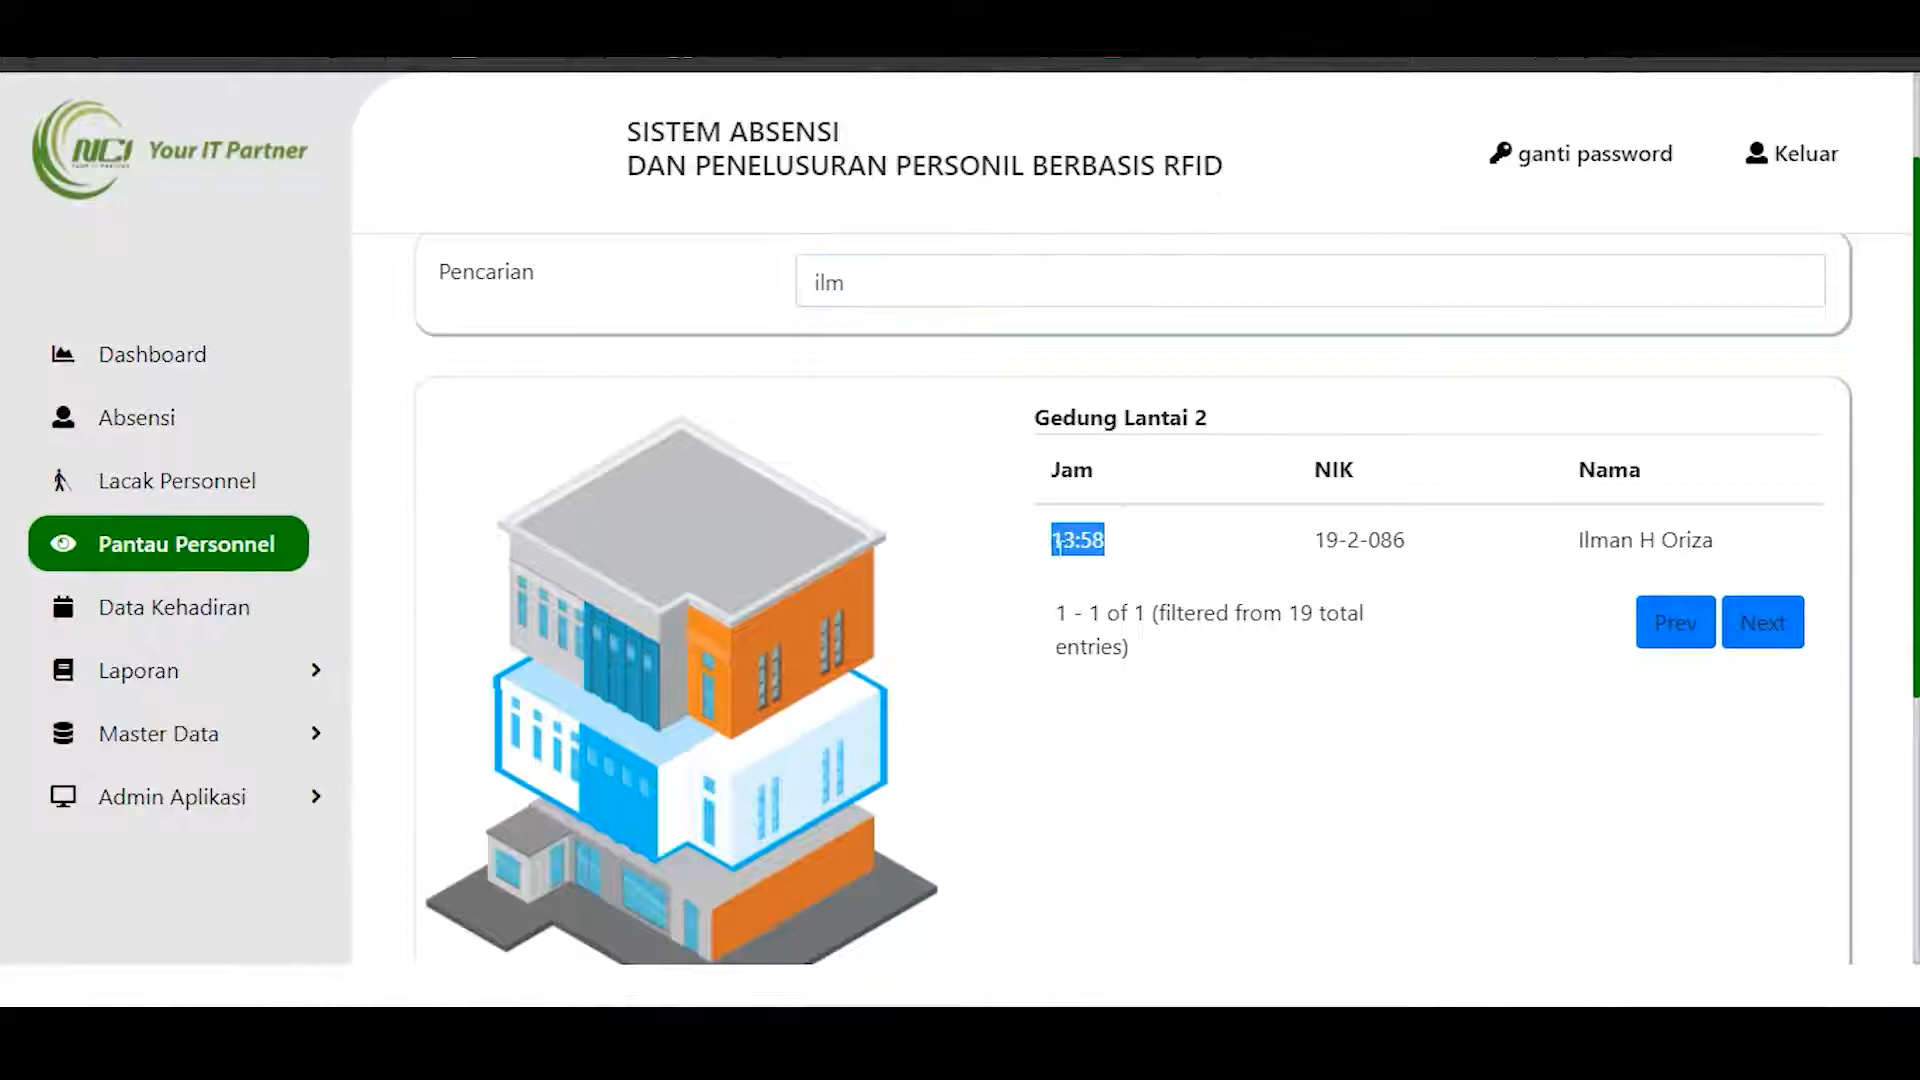 NCI Your IT Partner
SISTEM ABSENSI
DAN PENELUSURAN PERSONIL BERBASIS RFID
ganti password
Keluar
Dashboard
Absensi
Lacak Personnel
Pantau Personnel
Data Kehadiran
Laporan
Master Data
Admin Aplikasi
Pencarian
ilm
Gedung Lantai 2
Jam NIK Nama
13:58 19-2-086 Ilman H Oriza
1 - 1 of 1 (filtered from 19 total
entries)
Prev Next